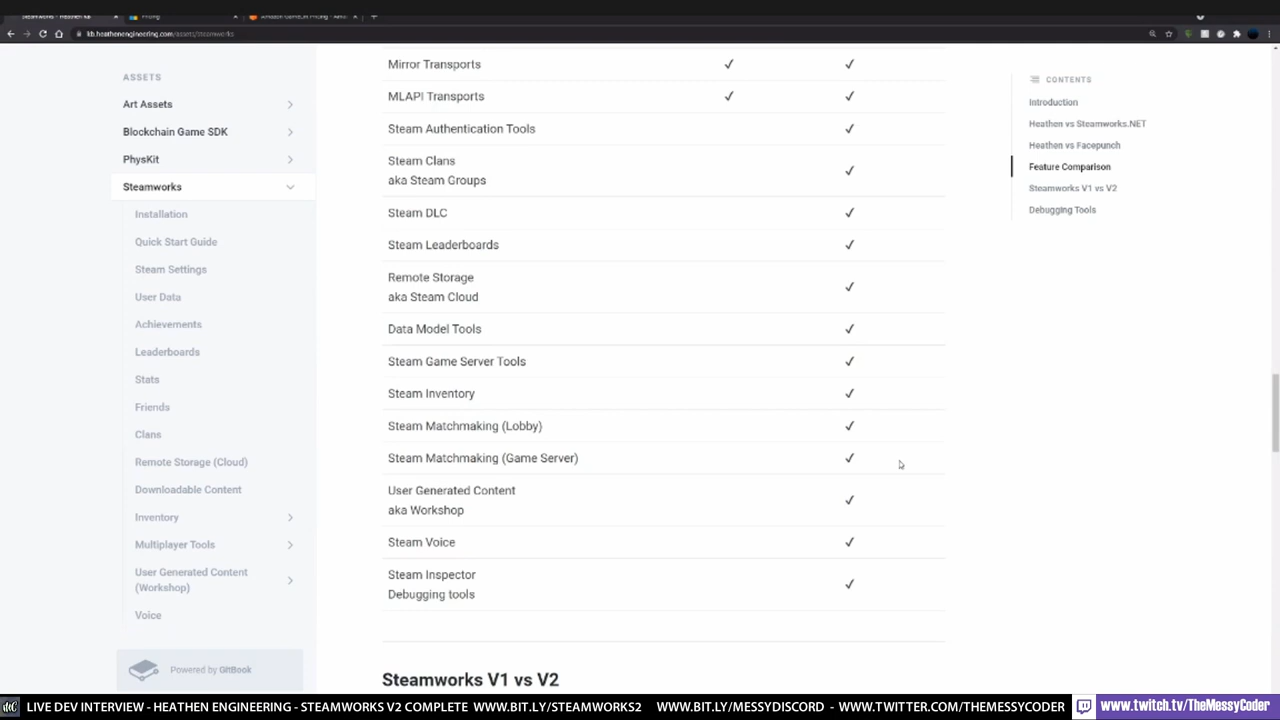 Pricing
kb.heathenengineering.com/assets/steamworks
ASSETS
Art Assets
Blockchain Game SDK
PhysKit
Steamworks
Installation
Quick Start Guide
Steam Settings
User Data
Achievements
Leaderboards
Stats
Friends
Clans
Remote Storage (Cloud)
Downloadable Content
Inventory
Multiplayer Tools
User Generated Content
(Workshop)
Voice
Powered by GitBook
Mirror Transports ✓ ✓
MLAPI Transports ✓ ✓
Steam Authentication Tools ✓
Steam Clans
aka Steam Groups ✓
Steam DLC ✓
Steam Leaderboards ✓
Remote Storage
aka Steam Cloud ✓
Data Model Tools ✓
Steam Game Server Tools ✓
Steam Inventory ✓
Steam Matchmaking (Lobby) ✓
Steam Matchmaking (Game Server) ✓
User Generated Content
aka Workshop ✓
Steam Voice ✓
Steam Inspector
Debugging tools ✓
Steamworks V1 vs V2
CONTENTS
Introduction
Heathen vs Steamworks.NET
Heathen vs Facepunch
Feature Comparison
Steamworks V1 vs V2
Debugging Tools
LIVE DEV INTERVIEW - HEATHEN ENGINEERING - STEAMWORKS V2 COMPLETE WWW.BIT.LY/STEAMWORKS2 WWW.BIT.LY/MESSYDISCORD - WWW.TWITTER.COM/THEMESSYCODER
www.twitch.tv/TheMessyCoder